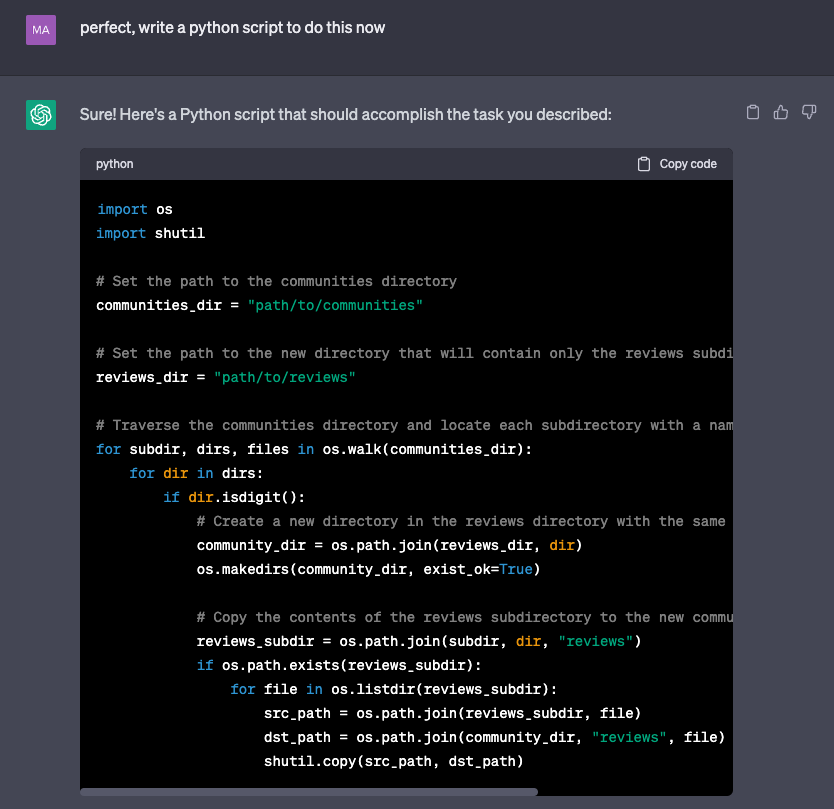 MA
perfect, write a python script to do this now
Sure! Here's a Python script that should accomplish the task you described:
python
Copy code
import os
import shutil
# Set the path to the communities directory
communities_dir = "path/to/communities"
# Set the path to the new directory that will contain only the reviews subdi
reviews_dir = "path/to/reviews"
# Traverse the communities directory and locate each subdirectory with a nam
for subdir, dirs, files in os.walk(communities_dir):
    for dir in dirs:
        if dir.isdigit():
            # Create a new directory in the reviews directory with the same
            community_dir = os.path.join(reviews_dir, dir)
            os.makedirs(community_dir, exist_ok=True)
            # Copy the contents of the reviews subdirectory to the new commu
            reviews_subdir = os.path.join(subdir, dir, "reviews")
            if os.path.exists(reviews_subdir):
                for file in os.listdir(reviews_subdir):
                    src_path = os.path.join(reviews_subdir, file)
                    dst_path = os.path.join(community_dir, "reviews", file)
                    shutil.copy(src_path, dst_path)